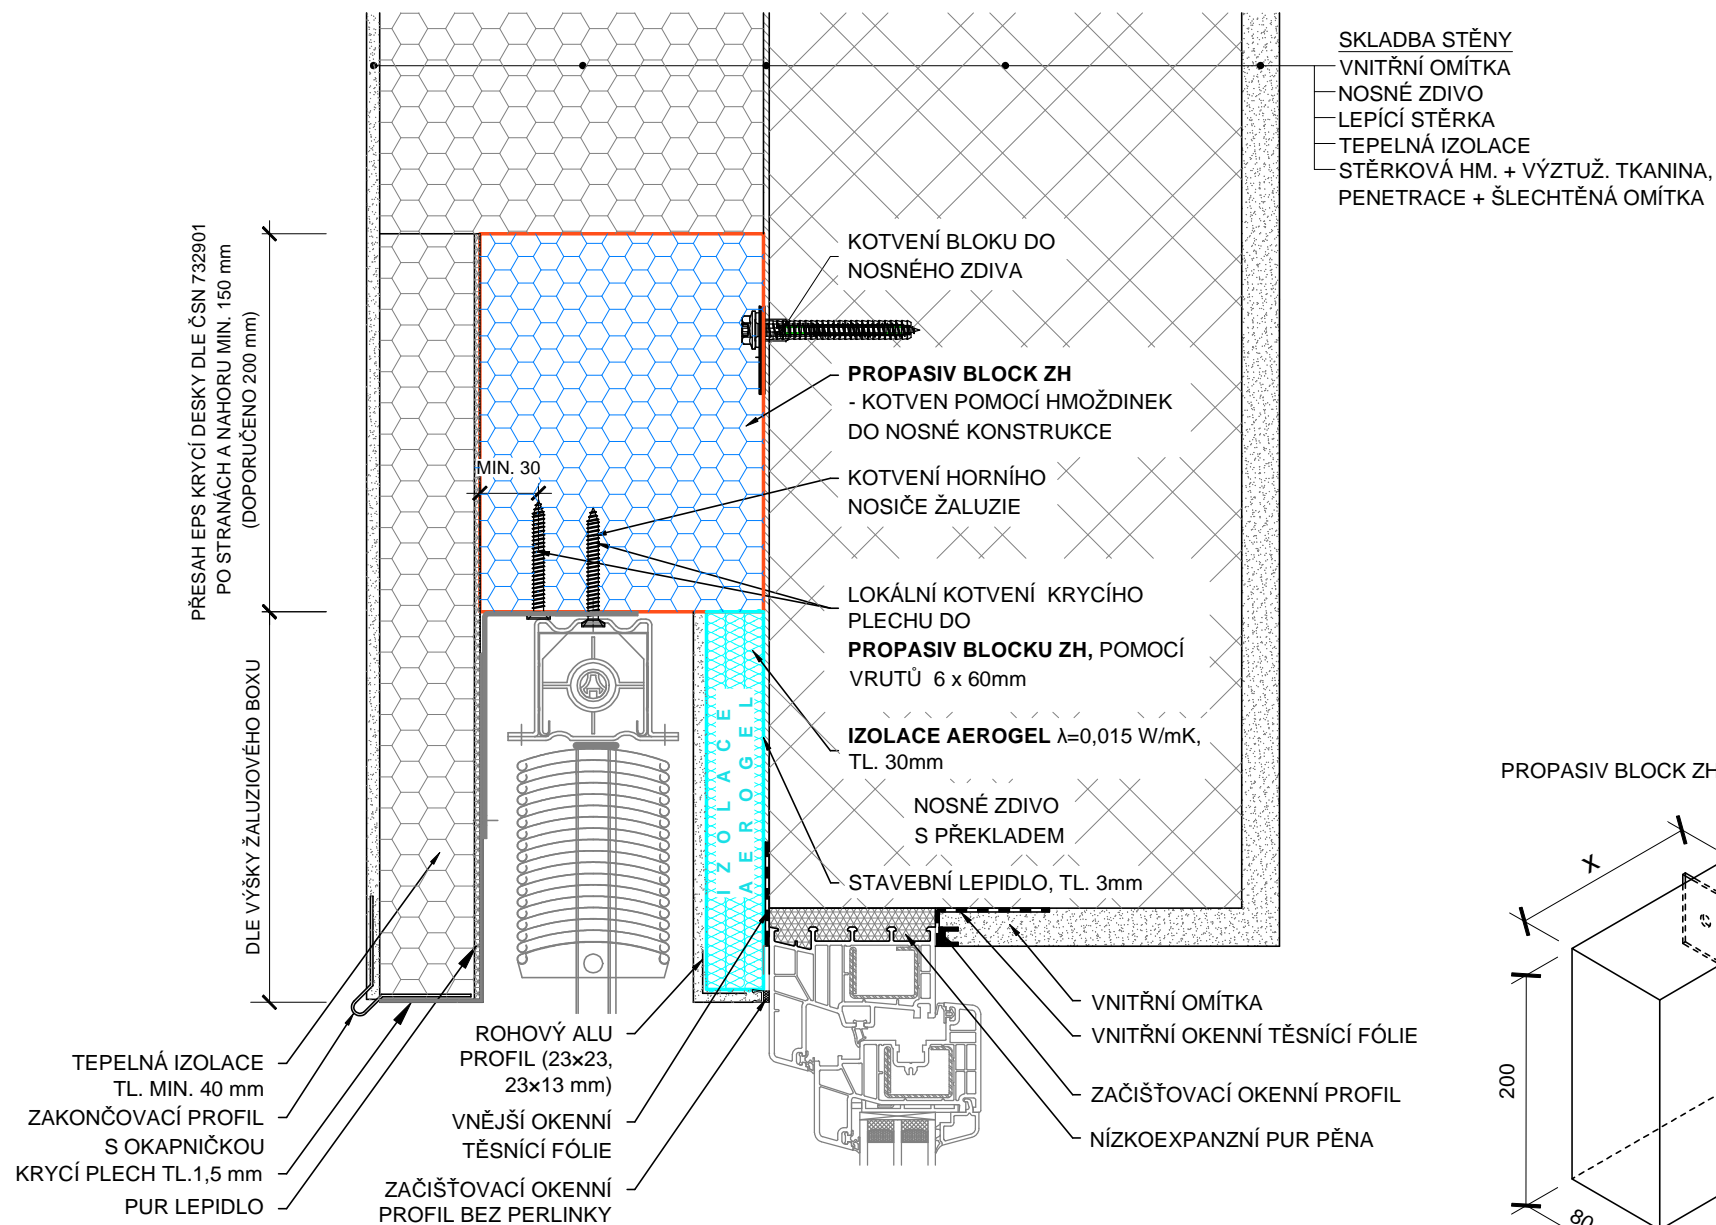 SKLADBA STĚNY
VNITŘNÍ OMÍTKA
NOSNÉ ZDIVO
LEPÍCÍ STĚRKA
TEPELNÁ IZOLACE
STĚRKOVÁ HM. + VÝZTUŽ. TKANINA,
PENETRACE + ŠLECHTĚNÁ OMÍTKA
PŘESAH EPS KRYCÍ DESKY DLE ČSN 732901
PO STRANÁCH A NAHORU MIN. 150 mm
(DOPORUČENO 200 mm)
DLE VÝŠKY ŽALUZIOVÉHO BOXU
MIN. 30
KOTVENÍ BLOKU DO
NOSNÉHO ZDIVA
PROPASIV BLOCK ZH
- KOTVEN POMOCÍ HMOŽDINEK
DO NOSNÉ KONSTRUKCE
KOTVENÍ HORNÍHO
NOSIČE ŽALUZIE
LOKÁLNÍ KOTVENÍ KRYCÍHO
PLECHU DO
PROPASIV BLOCKU ZH, POMOCÍ
VRUTŮ 6 x 60mm
IZOLACE AEROGEL λ=0,015 W/mK,
TL. 30mm
NOSNÉ ZDIVO
S PŘEKLADEM
STAVEBNÍ LEPIDLO, TL. 3mm
IZOLACE
AEROGEL
TEPELNÁ IZOLACE
TL. MIN. 40 mm
ZAKONČOVACÍ PROFIL
S OKAPNIČKOU
KRYCÍ PLECH TL.1,5 mm
PUR LEPIDLO
ROHOVÝ ALU
PROFIL (23×23,
23×13 mm)
VNĚJŠÍ OKENNÍ
TĚSNÍCÍ FÓLIE
ZAČIŠŤOVACÍ OKENNÍ
PROFIL BEZ PERLINKY
VNITŘNÍ OMÍTKA
VNITŘNÍ OKENNÍ TĚSNÍCÍ FÓLIE
ZAČIŠŤOVACÍ OKENNÍ PROFIL
NÍZKOEXPANZNÍ PUR PĚNA
PROPASIV BLOCK ZH
X
200
80